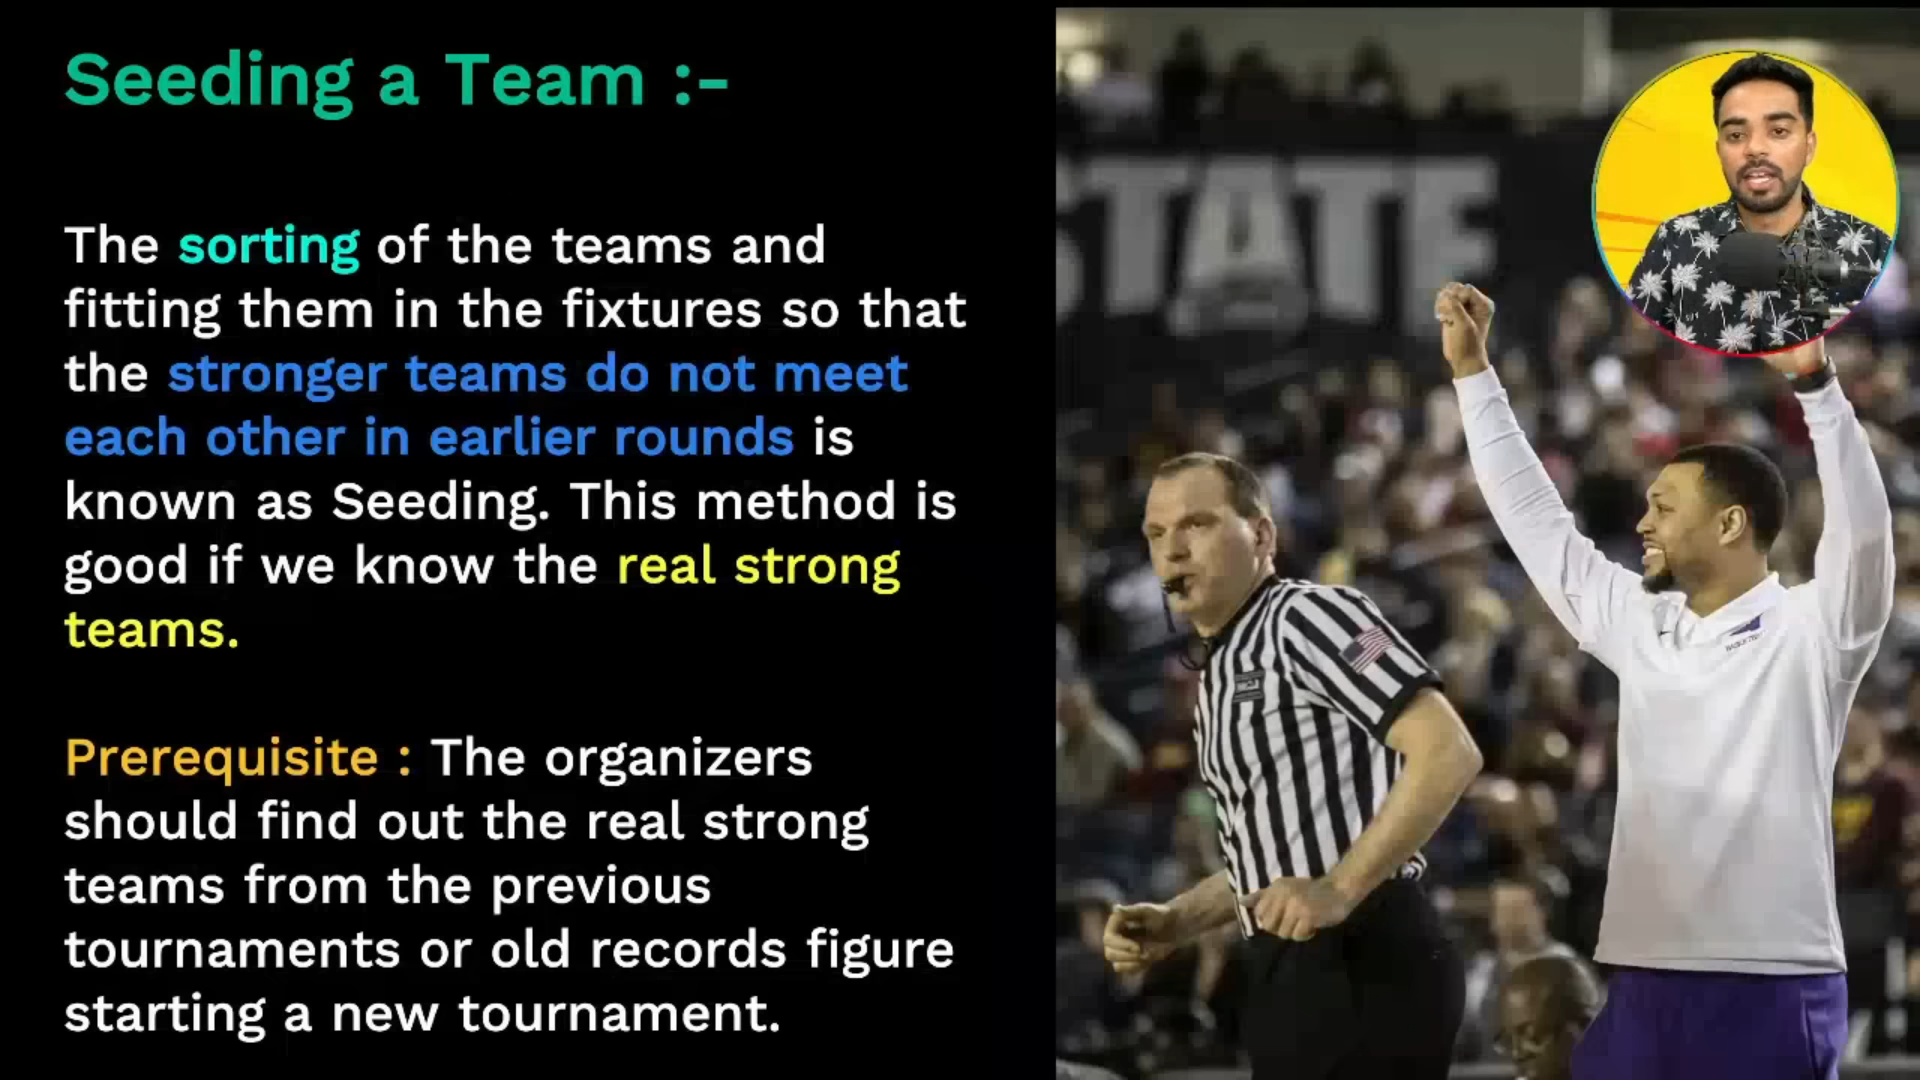 Seeding a Team :-
The sorting of the teams and
fitting them in the fixtures so that
the stronger teams do not meet
each other in earlier rounds is
known as Seeding. This method is
good if we know the real strong
teams.
Prerequisite : The organizers
should find out the real strong
teams from the previous
tournaments or old records figure
starting a new tournament.
STATE